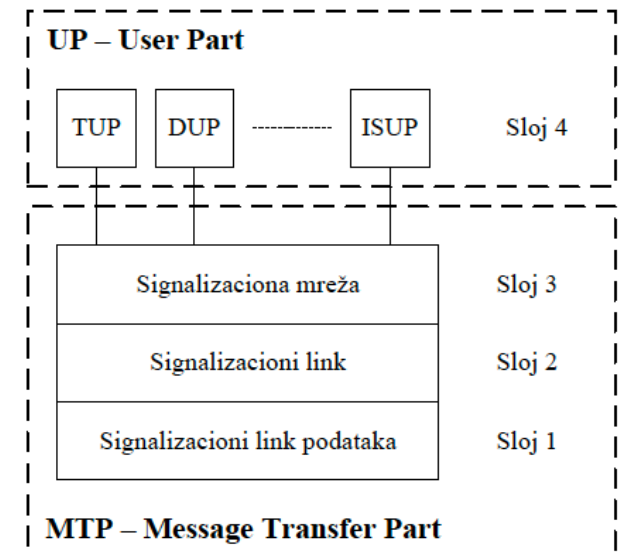 UP – User Part
TUP DUP ISUP Sloj 4
Signalizaciona mreža Sloj 3
Signalizacioni link Sloj 2
Signalizacioni link podataka Sloj 1
MTP – Message Transfer Part